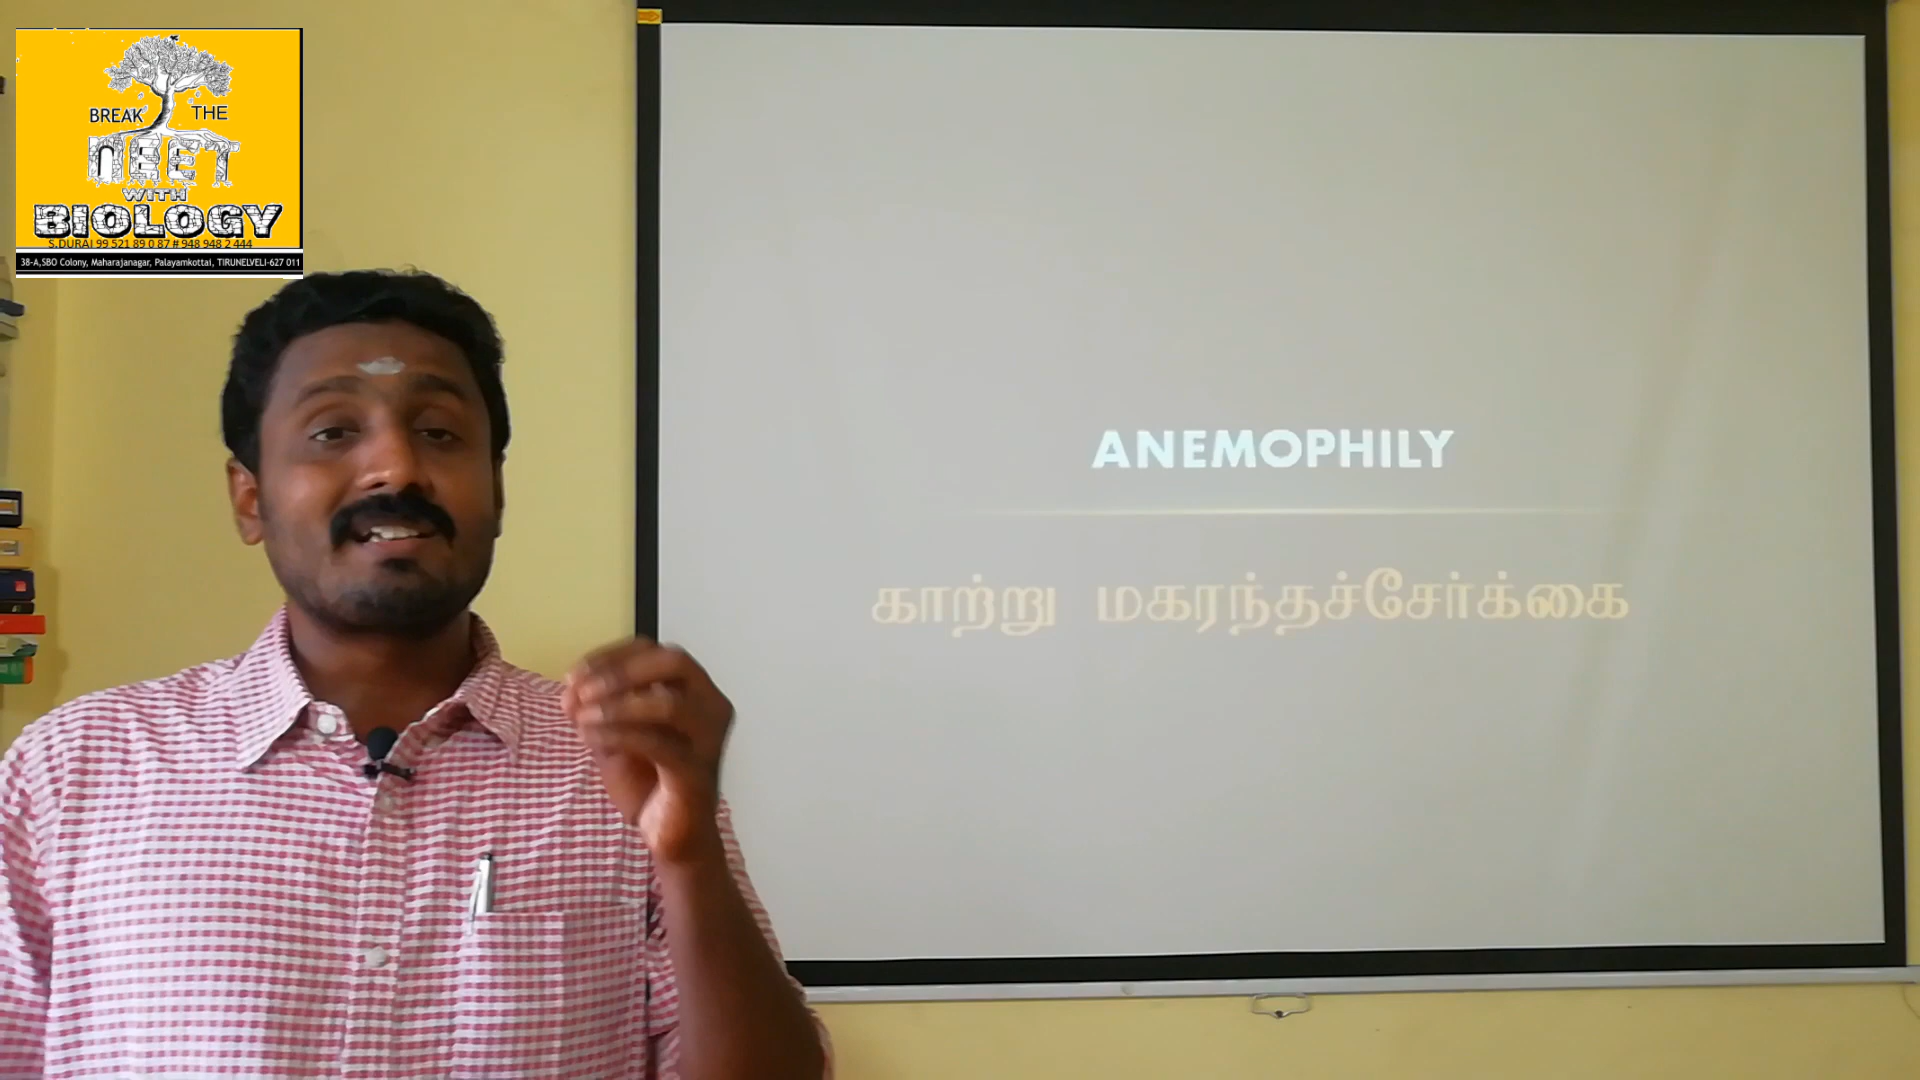 BREAK THE
NEET
WITH
BIOLOGY
S.DURAI 99 521 89 0 87 # 948 948 2 444
38-A,SBO Colony, Maharajanagar, Palayamkottai, TIRUNELVELI-627 011
ANEMOPHILY
காற்று மகரந்தச்சேர்க்கை